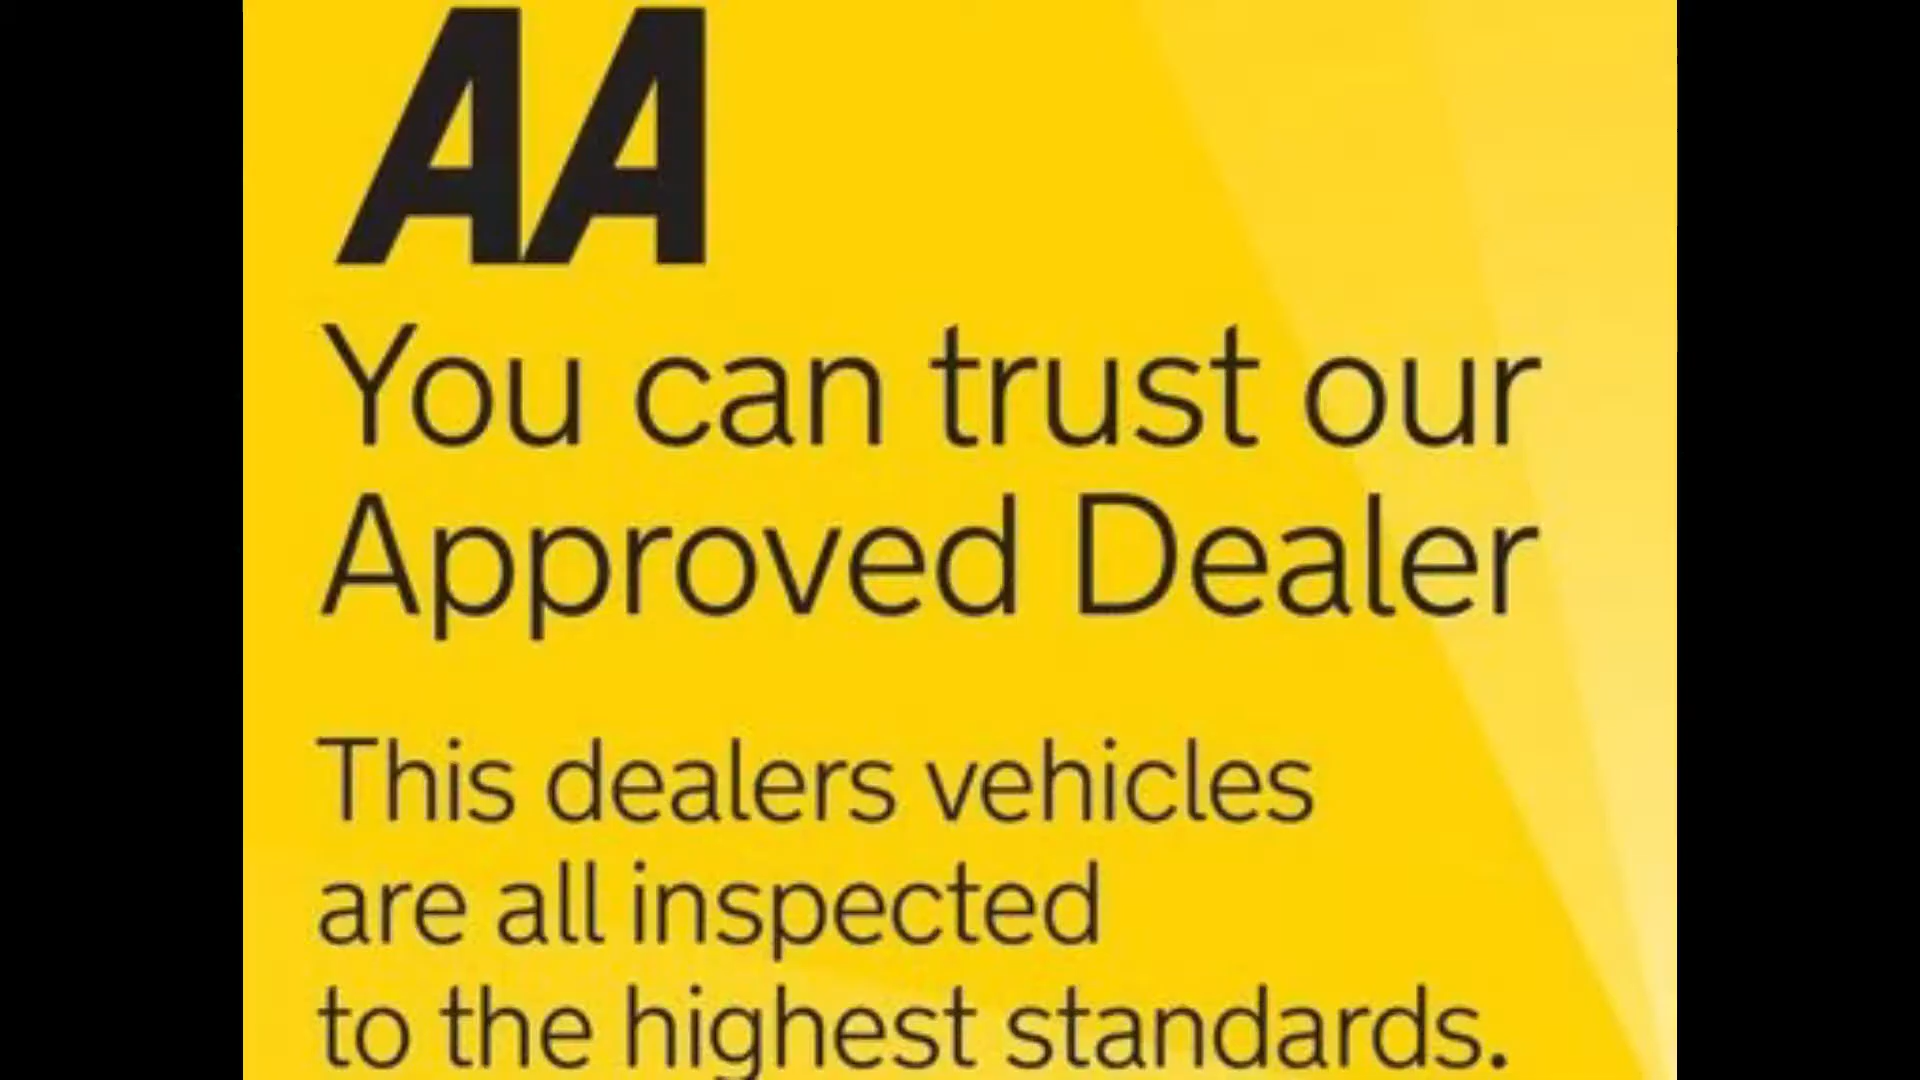 AA
You can trust our
Approved Dealer
This dealers vehicles
are all inspected
to the highest standards.